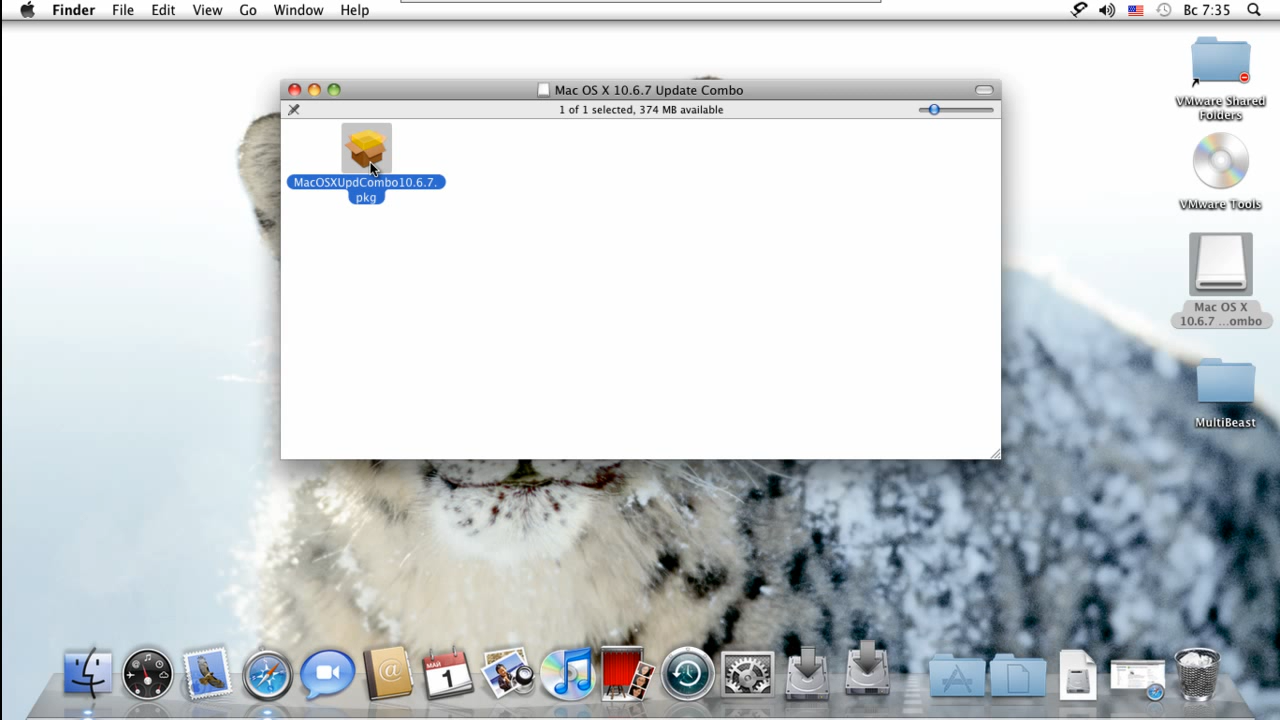 Finder File Edit View Go Window Help Вс 7:35
Mac OS X 10.6.7 Update Combo
1 of 1 selected, 374 MB available
MacOSXUpdCombo10.6.7.
pkg
VMware Shared
Folders
VMware Tools
Mac OS X
10.6.7 ...ombo
MultiBeast
МАЙ
1